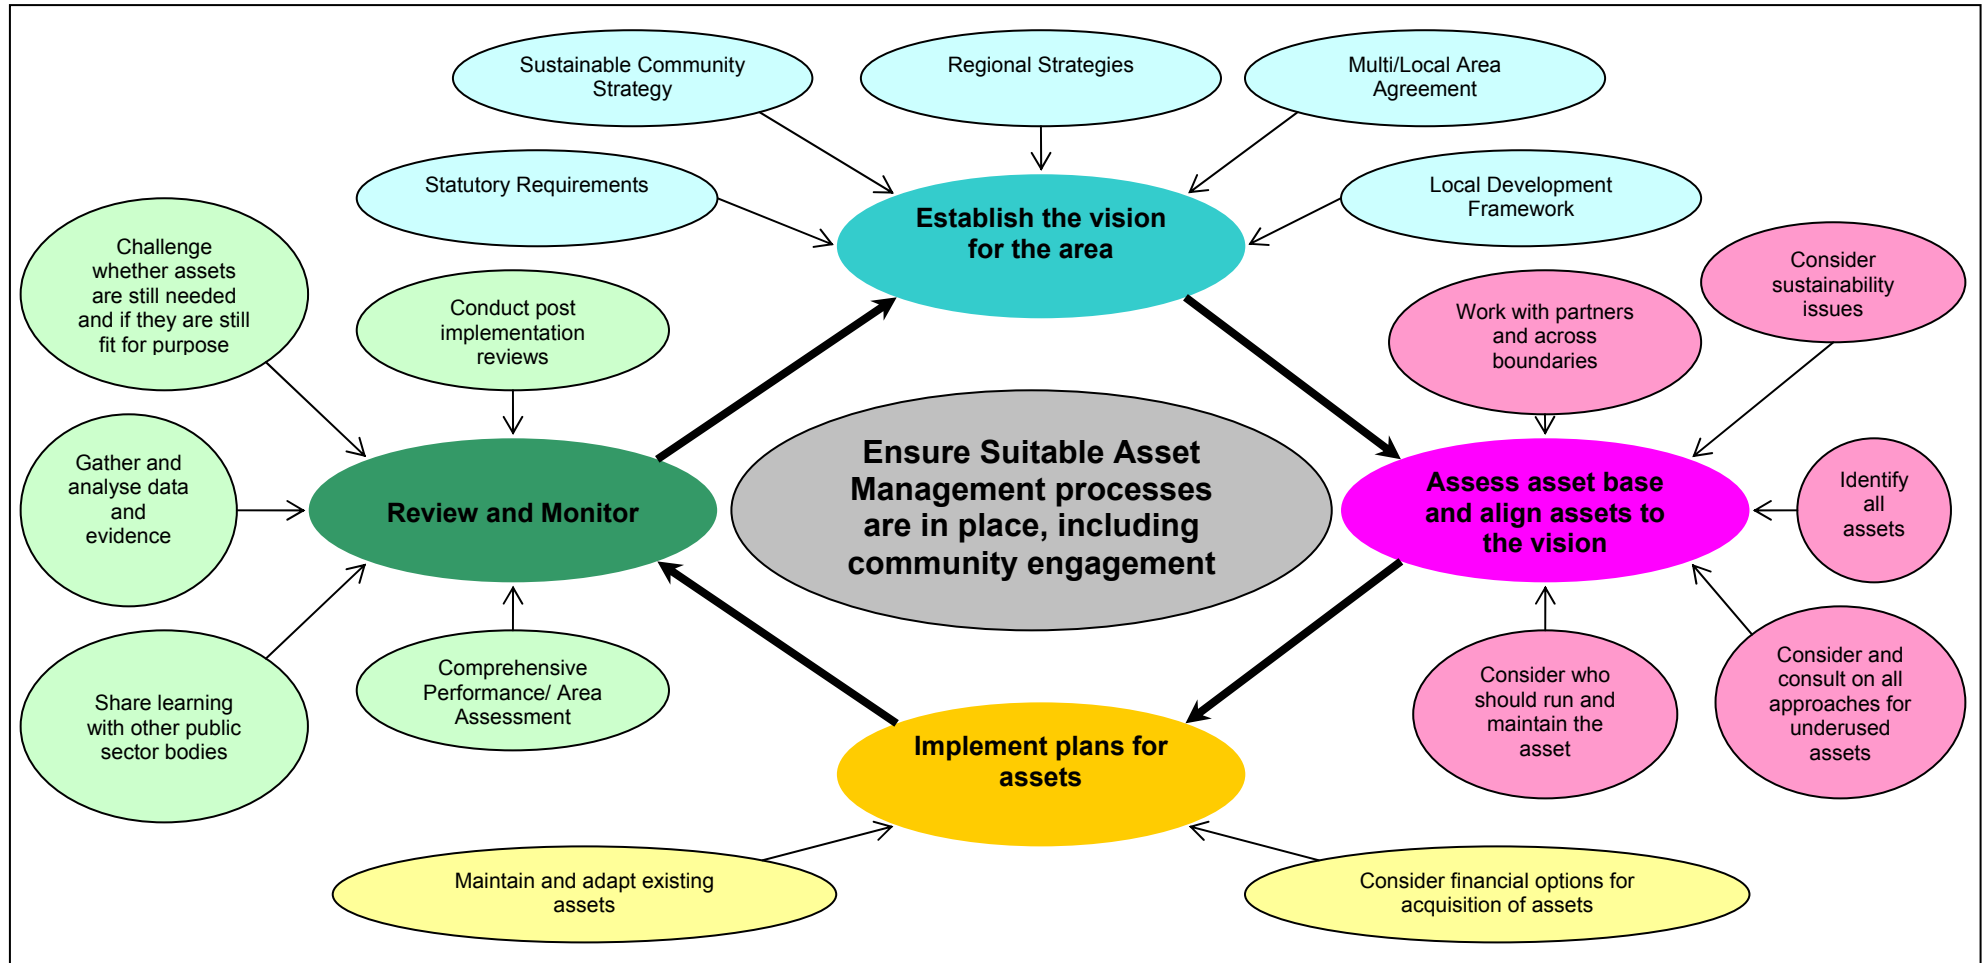 Sustainable Community
Strategy
Regional Strategies
Multi/Local Area
Agreement
Statutory Requirements
Local Development
Framework
Establish the vision
for the area
Challenge
whether assets
are still needed
and if they are still
fit for purpose
Conduct post
implementation
reviews
Work with partners
and across
boundaries
Consider
sustainability
issues
Gather and
analyse data
and
evidence
Review and Monitor
Ensure Suitable Asset
Management processes
are in place, including
community engagement
Assess asset base
and align assets to
the vision
Identify
all
assets
Share learning
with other public
sector bodies
Comprehensive
Performance/ Area
Assessment
Consider who
should run and
maintain the
asset
Consider and
consult on all
approaches for
underused
assets
Implement plans for
assets
Maintain and adapt existing
assets
Consider financial options for
acquisition of assets